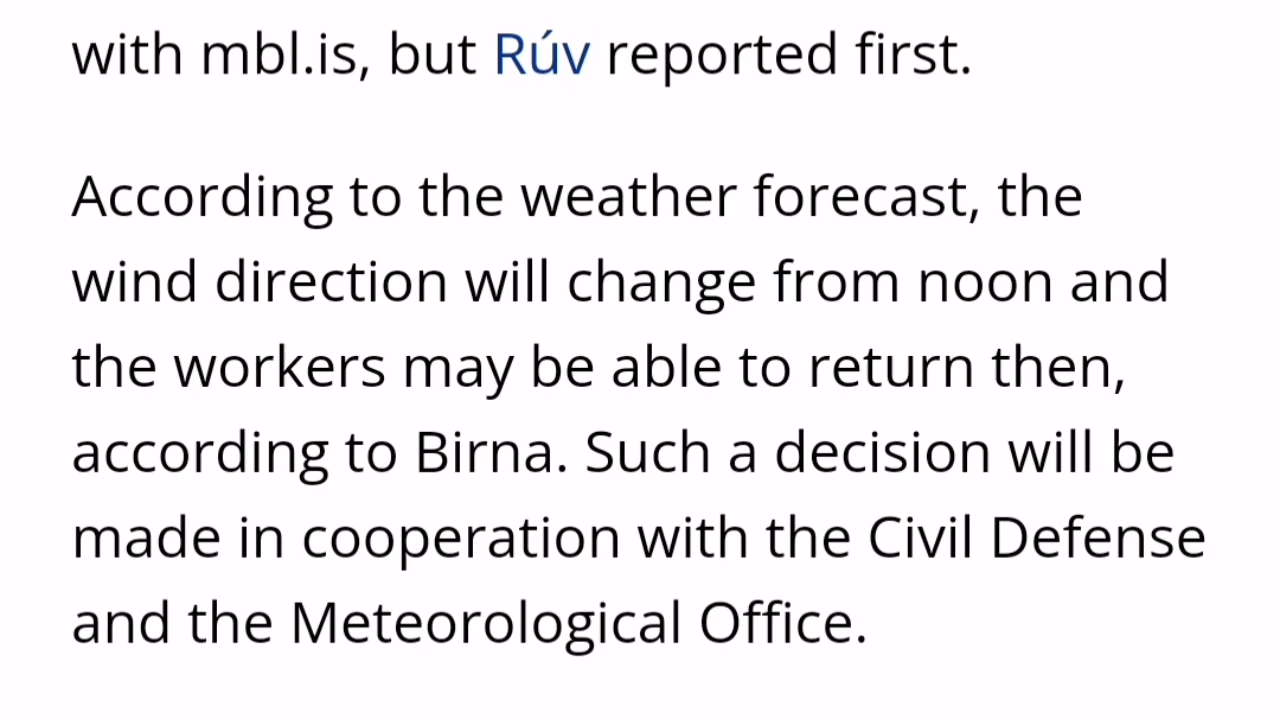 with mbl.is, but Rúv reported first.
According to the weather forecast, the
wind direction will change from noon and
the workers may be able to return then,
according to Birna. Such a decision will be
made in cooperation with the Civil Defense
and the Meteorological Office.